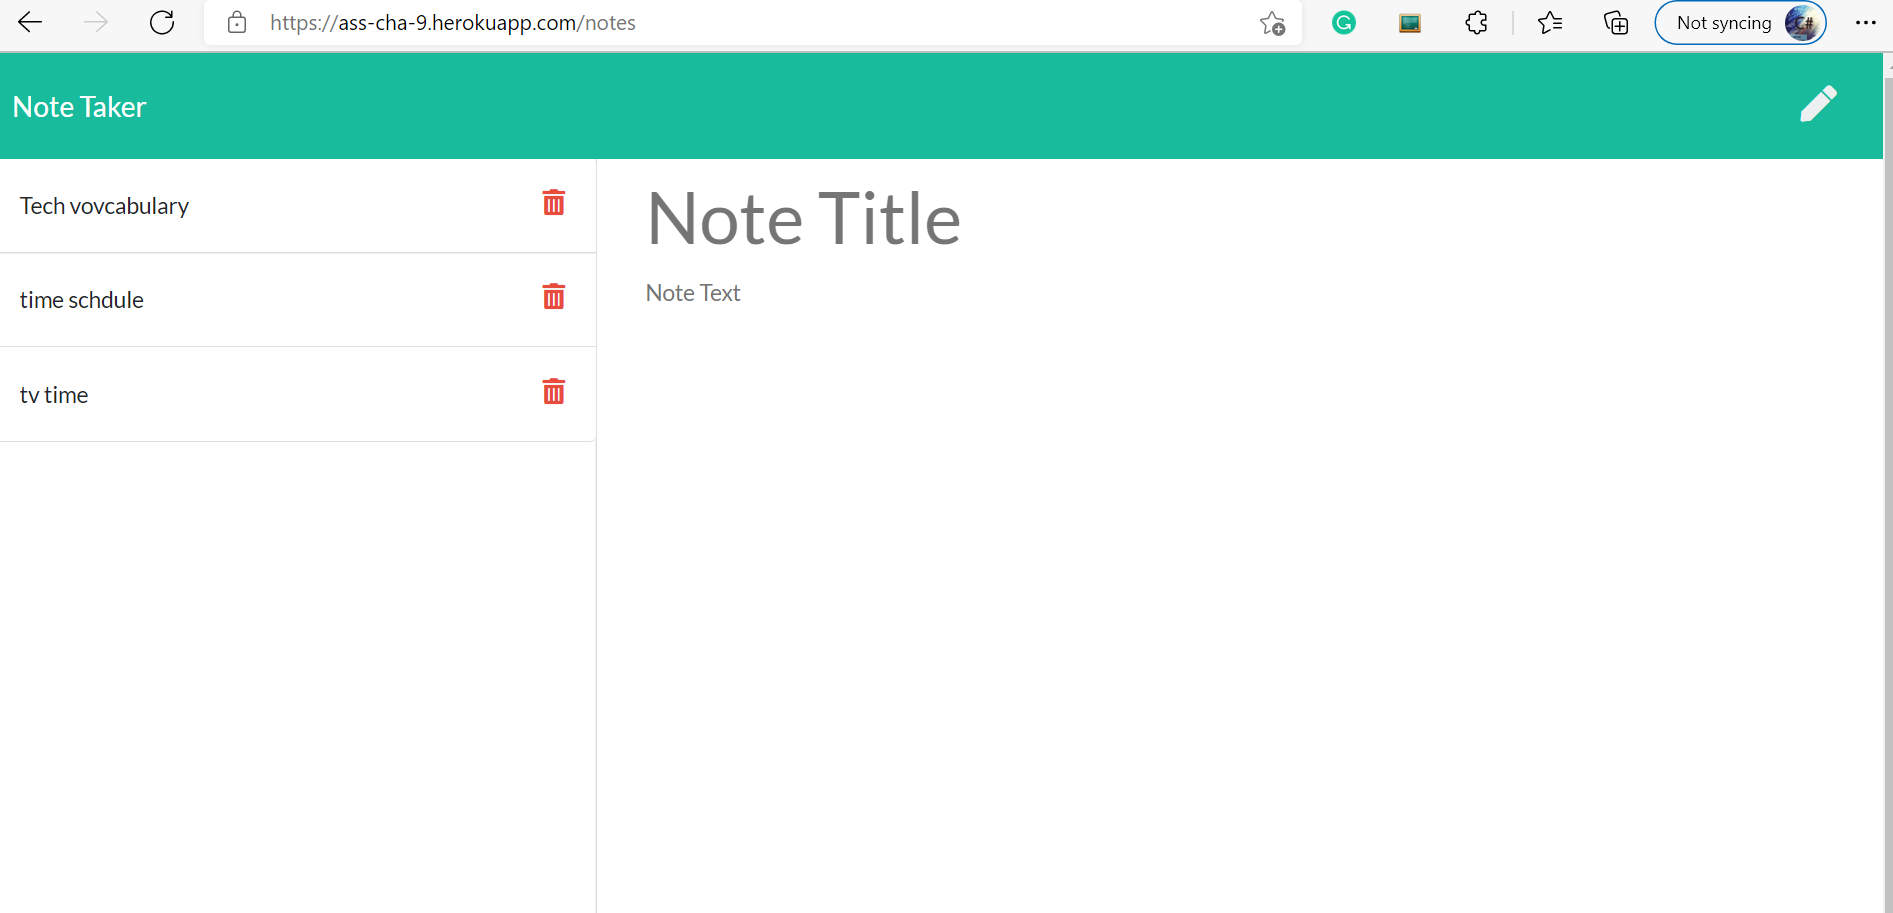 https://ass-cha-9.herokuapp.com/notes
Not syncing
C#
Note Taker
Tech vovcabulary
time schdule
tv time
Note Title
Note Text